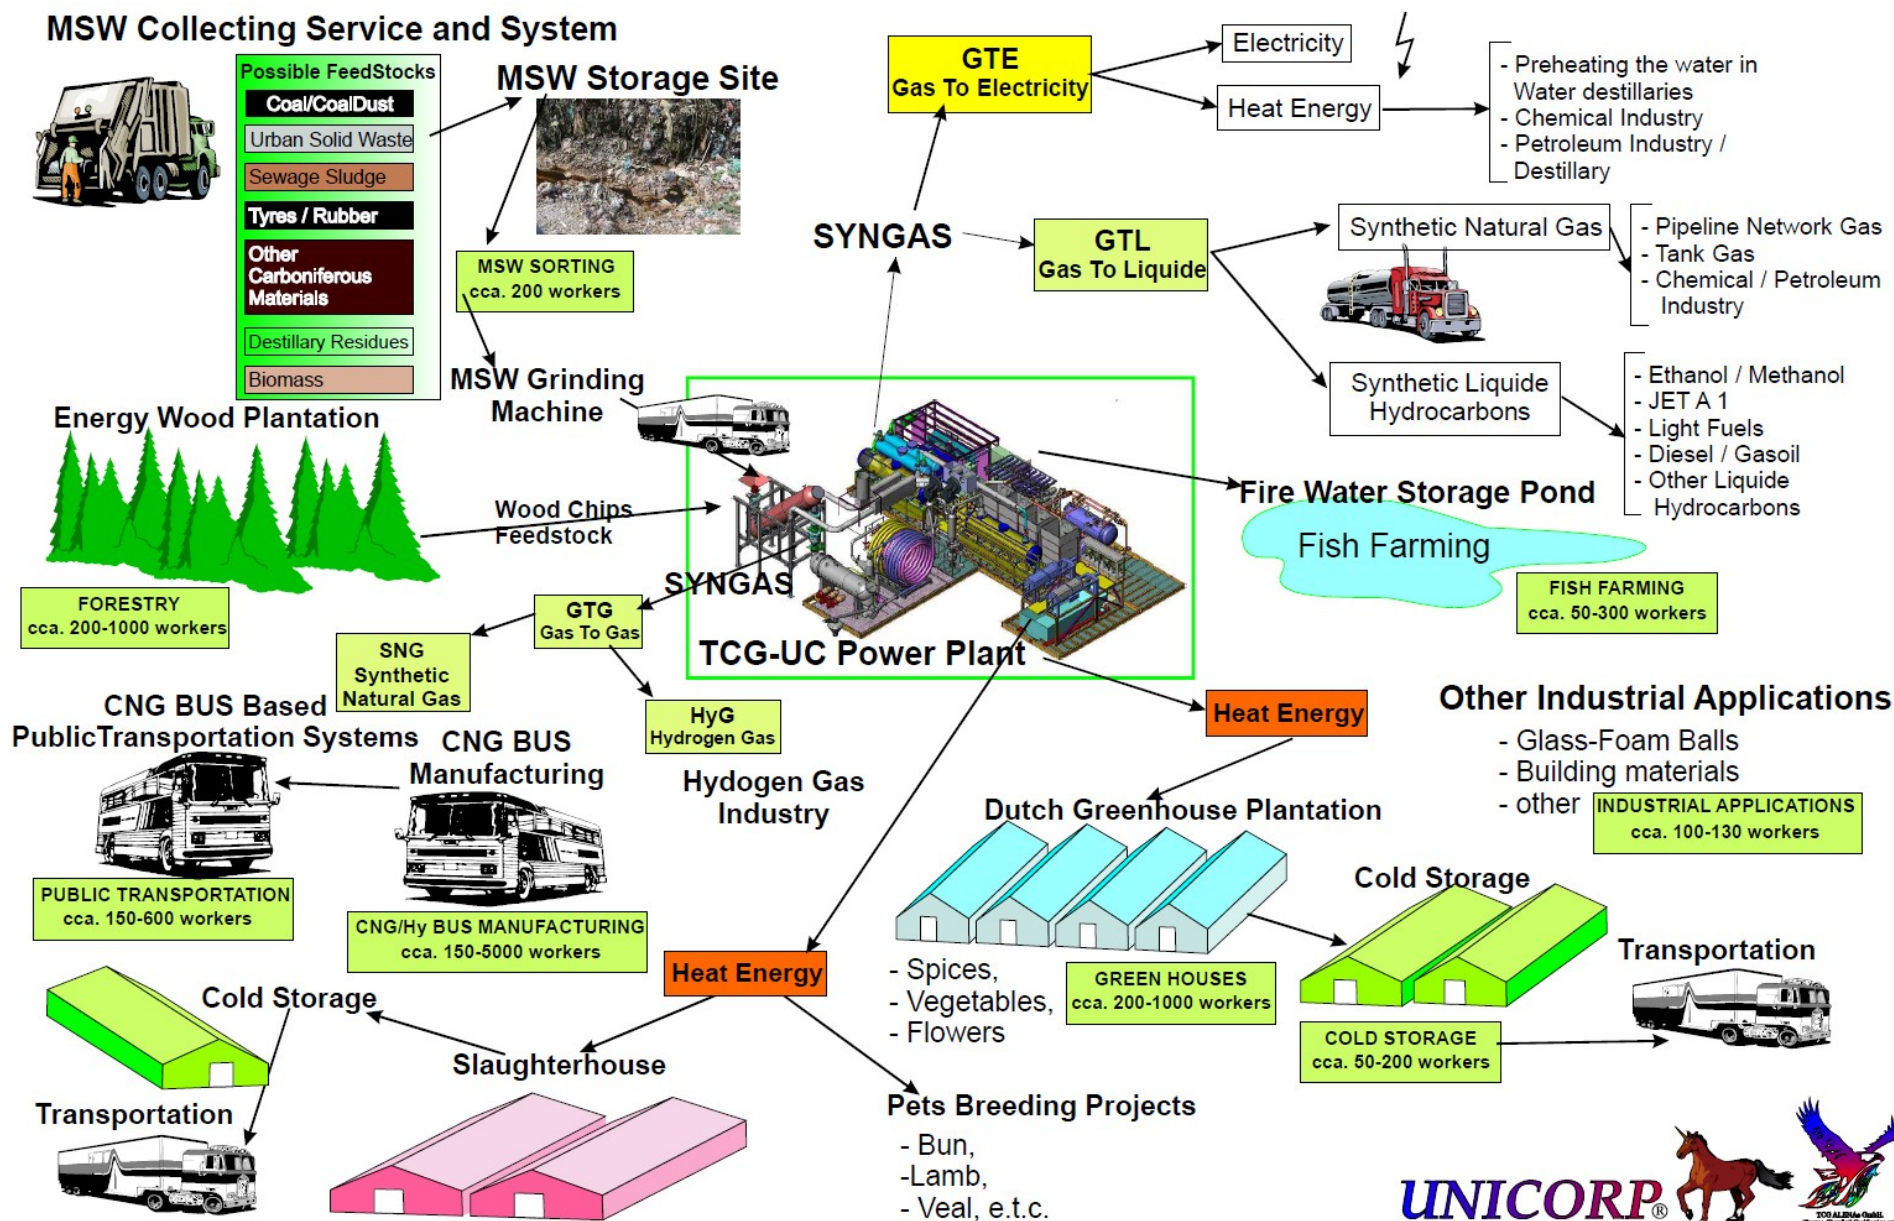 MSW Collecting Service and System
Possible FeedStocks
Coal/CoalDust
Urban Solid Waste
Sewage Sludge
Tyres / Rubber
Other
Carboniferous
Materials
Destillary Residues
Biomass
MSW Storage Site
MSW SORTING
cca. 200 workers
MSW Grinding
Machine
GTE
Gas To Electricity
Electricity
Heat Energy
- Preheating the water in
Water destillaries
- Chemical Industry
- Petroleum Industry /
Destillary
SYNGAS
GTL
Gas To Liquide
Synthetic Natural Gas
- Pipeline Network Gas
- Tank Gas
- Chemical / Petroleum
Industry
Synthetic Liquide
Hydrocarbons
- Ethanol / Methanol
- JET A 1
- Light Fuels
- Diesel / Gasoil
- Other Liquide
Hydrocarbons
Energy Wood Plantation
Wood Chips
Feedstock
FORESTRY
cca. 200-1000 workers
SYNGAS
TCG-UC Power Plant
Fire Water Storage Pond
Fish Farming
FISH FARMING
cca. 50-300 workers
GTG
Gas To Gas
SNG
Synthetic
Natural Gas
HyG
Hydrogen Gas
Hydogen Gas
Industry
CNG BUS Based
PublicTransportation Systems
CNG BUS
Manufacturing
PUBLIC TRANSPORTATION
cca. 150-600 workers
CNG/Hy BUS MANUFACTURING
cca. 150-5000 workers
Heat Energy
Other Industrial Applications
- Glass-Foam Balls
- Building materials
- other
INDUSTRIAL APPLICATIONS
cca. 100-130 workers
Dutch Greenhouse Plantation
- Spices,
- Vegetables,
- Flowers
GREEN HOUSES
cca. 200-1000 workers
Cold Storage
COLD STORAGE
cca. 50-200 workers
Transportation
Heat Energy
Cold Storage
Slaughterhouse
Transportation
Pets Breeding Projects
- Bun,
-Lamb,
- Veal, e.t.c.
UNICORP®
TCG ALENAe GmbH.